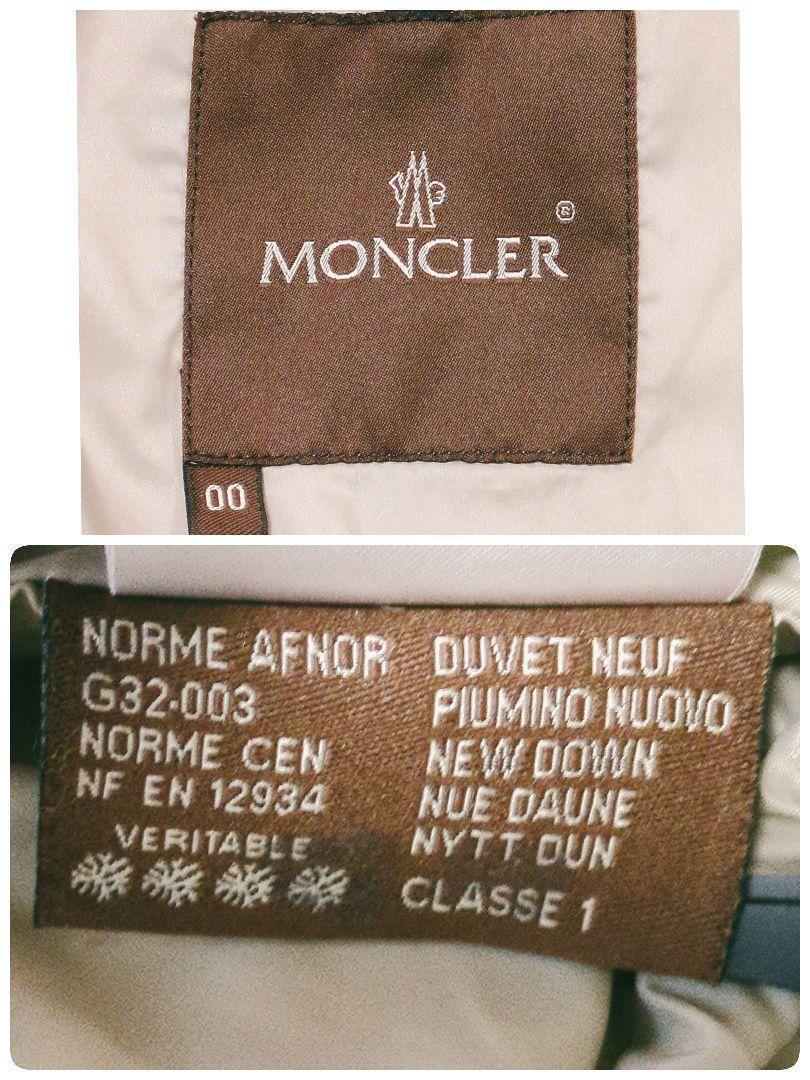 MONCLER
®
00
NORME AFNOR
G32-003
NORME CEN
NF EN 12934
VERITABLE
DUVET NEUF
PIUMINO NUOVO
NEW DOWN
NUE DAUNE
NYTT DUN
CLASSE 1